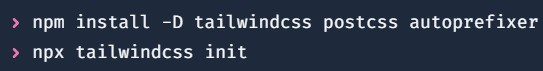 > npm install -D tailwindcss postcss autoprefixer
> npx tailwindcss init